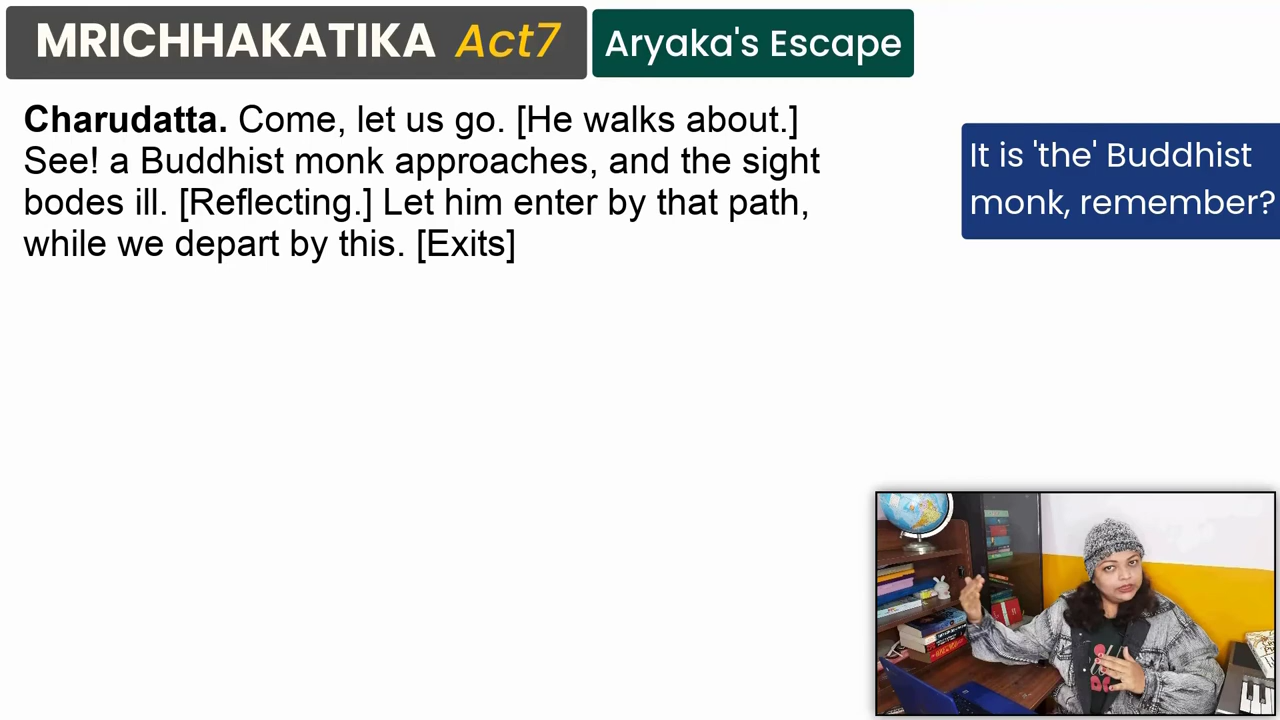 MRICHHAKATIKA Act7
Aryaka's Escape
Charudatta. Come, let us go. [He walks about.]
See! a Buddhist monk approaches, and the sight
bodes ill. [Reflecting.] Let him enter by that path,
while we depart by this. [Exits]
It is 'the' Buddhist
monk, remember?